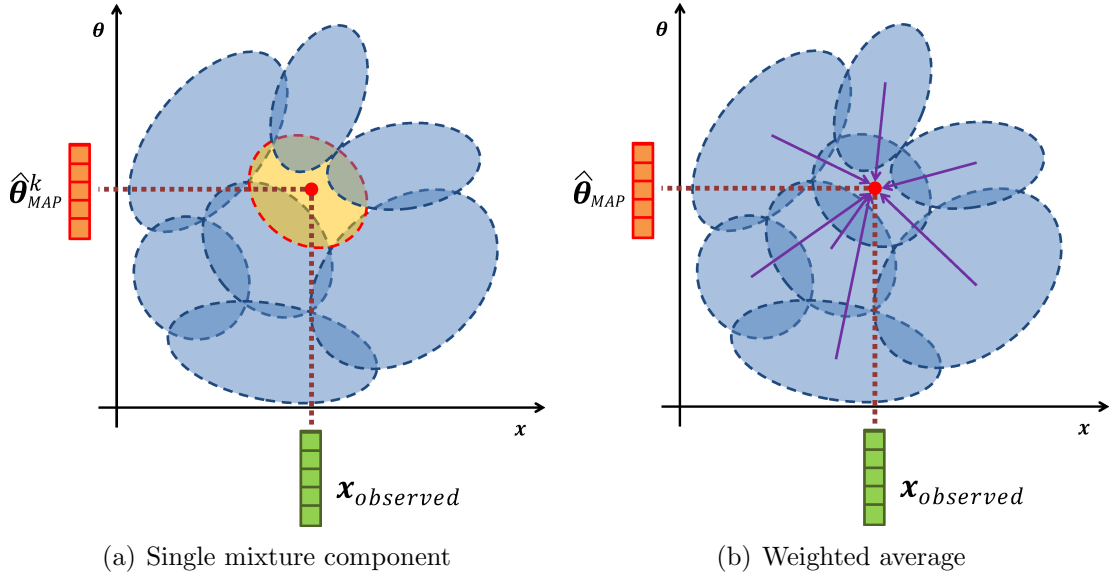 θ
θ
θ̂ᵏ_MAP
θ̂_MAP
x
x
x_observed
x_observed
(a) Single mixture component
(b) Weighted average